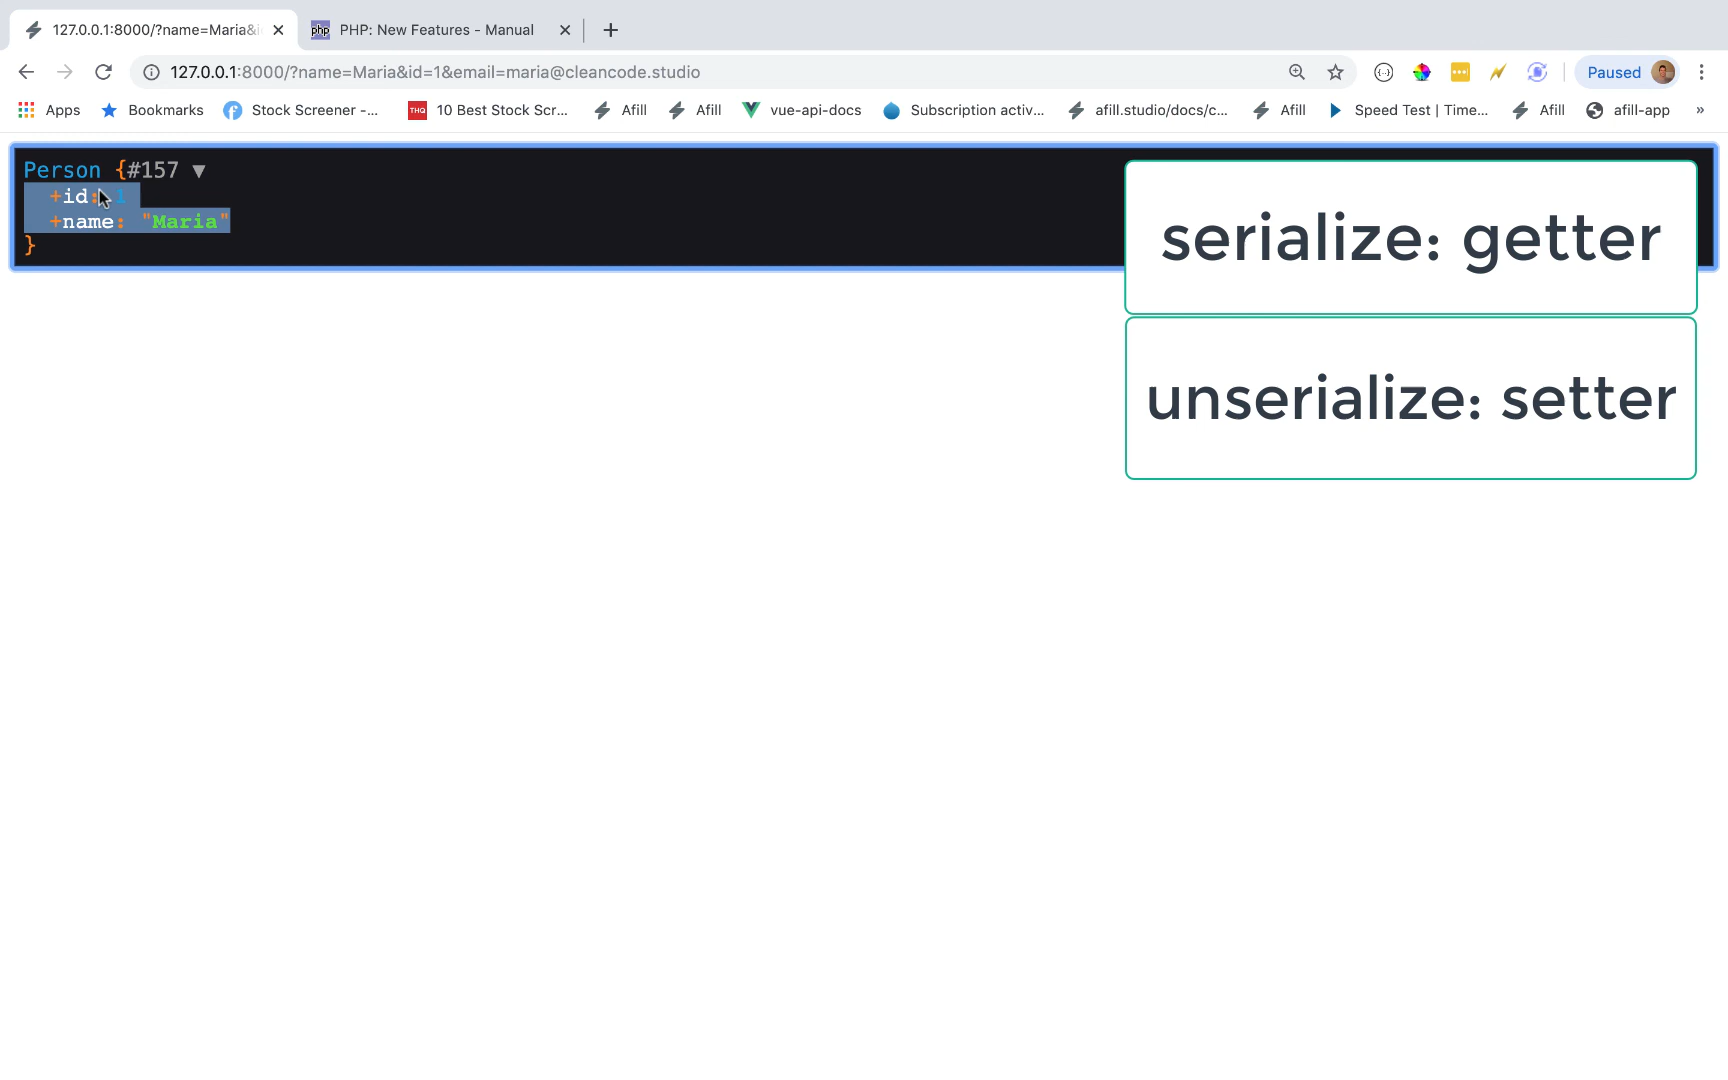 127.0.0.1:8000/?name=Maria&i
php PHP: New Features - Manual
127.0.0.1:8000/?name=Maria&id=1&email=maria@cleancode.studio
Paused
Apps Bookmarks Stock Screener -... THQ 10 Best Stock Scr... Afill Afill vue-api-docs Subscription activ... afill.studio/docs/c... Afill Speed Test | Time... Afill afill-app »
Person {#157 ▼
+id: 1
+name: "Maria"
}
serialize: getter
unserialize: setter